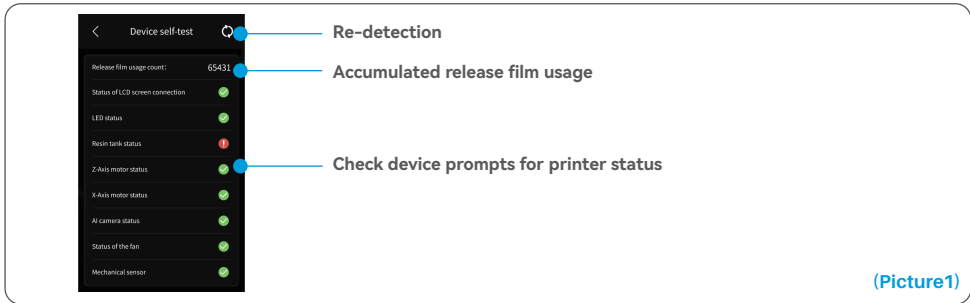 Device self-test
Re-detection
Release film usage count: 65431
Accumulated release film usage
Status of LCD screen connection
LED status
Resin tank status
Z-Axis motor status
Check device prompts for printer status
X-Axis motor status
AI camera status
Status of the fan
Mechanical sensor
(Picture1)